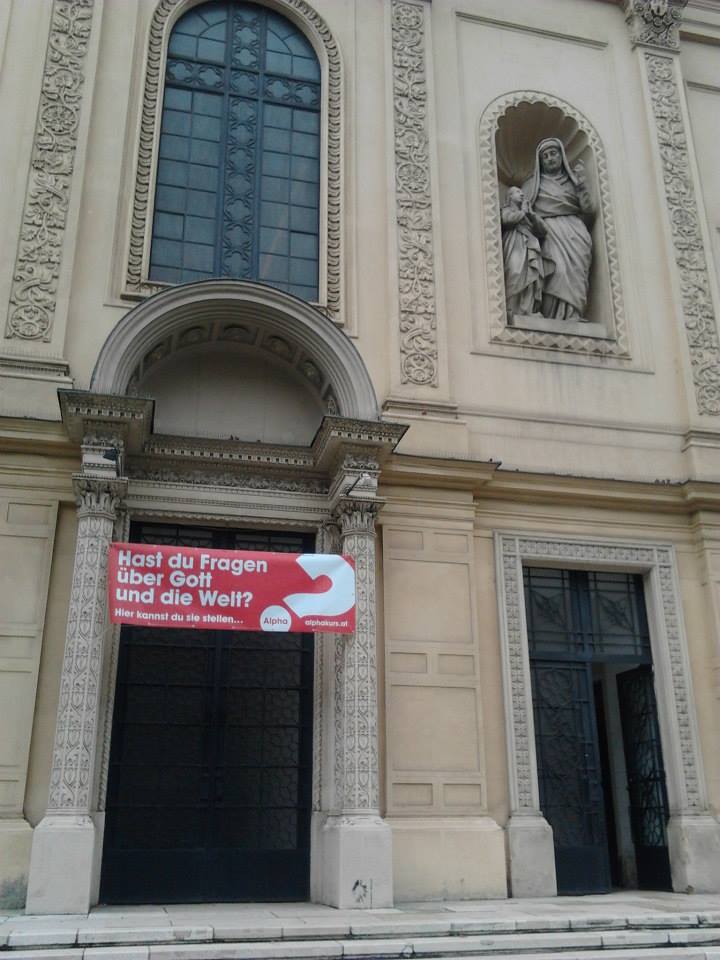 Hast du Fragen
über Gott
und die Welt?
Hier kannst du sie stellen...
Alpha
alphakurs.at